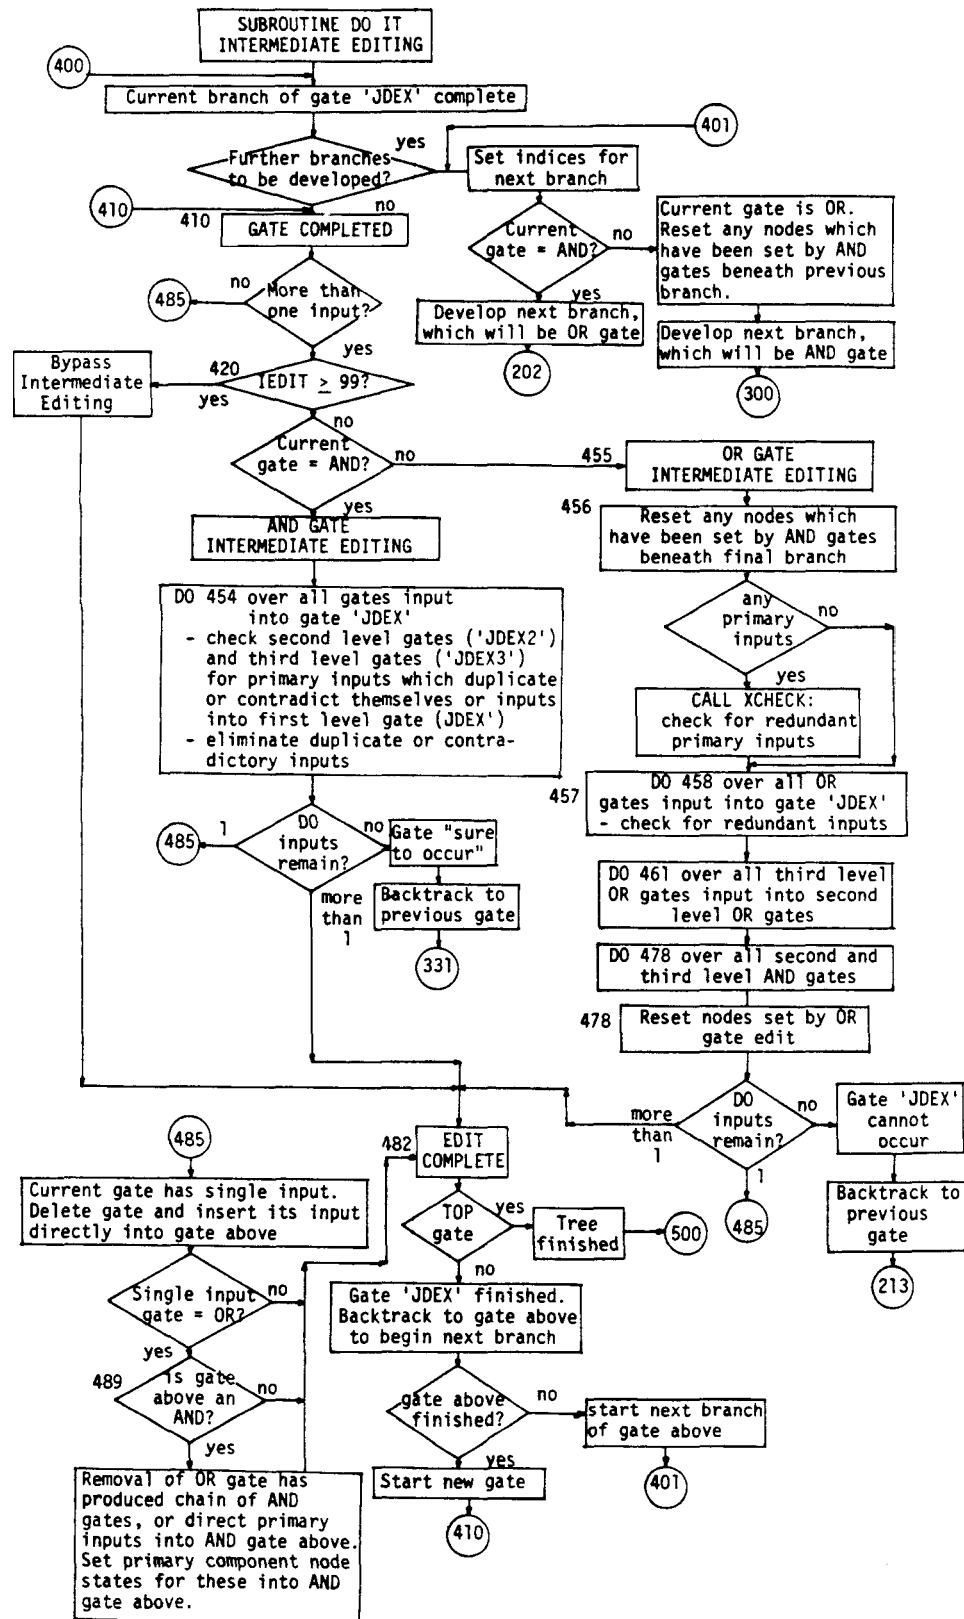 SUBROUTINE DO IT
INTERMEDIATE EDITING
400
Current branch of gate 'JDEX' complete
401
yes
Further branches
to be developed?
Set indices for
next branch
410
410
no
GATE COMPLETED
Current
gate = AND?
no
Current gate is OR.
Reset any nodes which
have been set by AND
gates beneath previous
branch.
yes
Develop next branch,
which will be OR gate
202
Develop next branch,
which will be AND gate
300
no
485
More than
one input?
yes
Bypass
Intermediate
Editing
420
IEDIT ≥ 99?
yes
no
Current
gate = AND?
no
yes
455
OR GATE
INTERMEDIATE EDITING
AND GATE
INTERMEDIATE EDITING
456
Reset any nodes which
have been set by AND gates
beneath final branch
DO 454 over all gates input
into gate 'JDEX'
- check second level gates ('JDEX2')
and third level gates ('JDEX3')
for primary inputs which duplicate
or contradict themselves or inputs
into first level gate (JDEX')
- eliminate duplicate or contra-
dictory inputs
any
primary
inputs
no
yes
CALL XCHECK:
check for redundant
primary inputs
457
DO 458 over all OR
gates input into gate 'JDEX'
- check for redundant inputs
485
1
DO
inputs
remain?
no
Gate "sure
to occur"
more
than
1
Backtrack to
previous gate
331
DO 461 over all third level
OR gates input into second
level OR gates
DO 478 over all second and
third level AND gates
478
Reset nodes set by OR
gate edit
more
than
1
DO
inputs
remain?
no
1
Gate 'JDEX'
cannot
occur
485
Backtrack to
previous
gate
213
485
482
EDIT
COMPLETE
Current gate has single input.
Delete gate and insert its input
directly into gate above
TOP
gate
yes
Tree
finished
500
no
Single input
gate = OR?
no
yes
Gate 'JDEX' finished.
Backtrack to gate above
to begin next branch
489
is gate
above an
AND?
no
yes
gate above
finished?
no
start next branch
of gate above
401
yes
Start new gate
410
Removal of OR gate has
produced chain of AND
gates, or direct primary
inputs into AND gate above.
Set primary component node
states for these into AND
gate above.